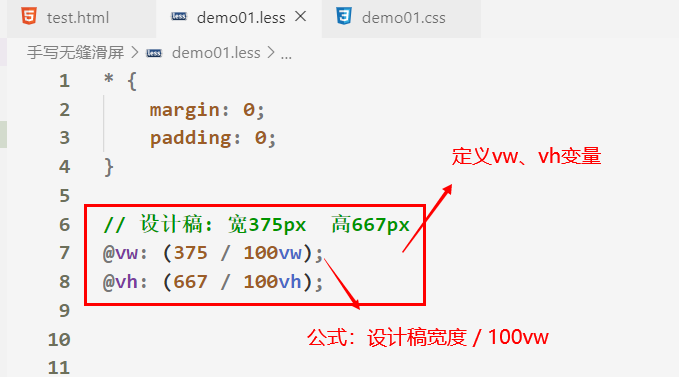 test.html demo01.less demo01.css
手写无缝滑屏 > demo01.less > ...
1 * {
2 margin: 0;
3 padding: 0;
4 }
5
定义vw、vh变量
6 // 设计稿: 宽375px 高667px
7 @vw: (375 / 100vw);
8 @vh: (667 / 100vh);
9
公式：设计稿宽度 / 100vw
10
11